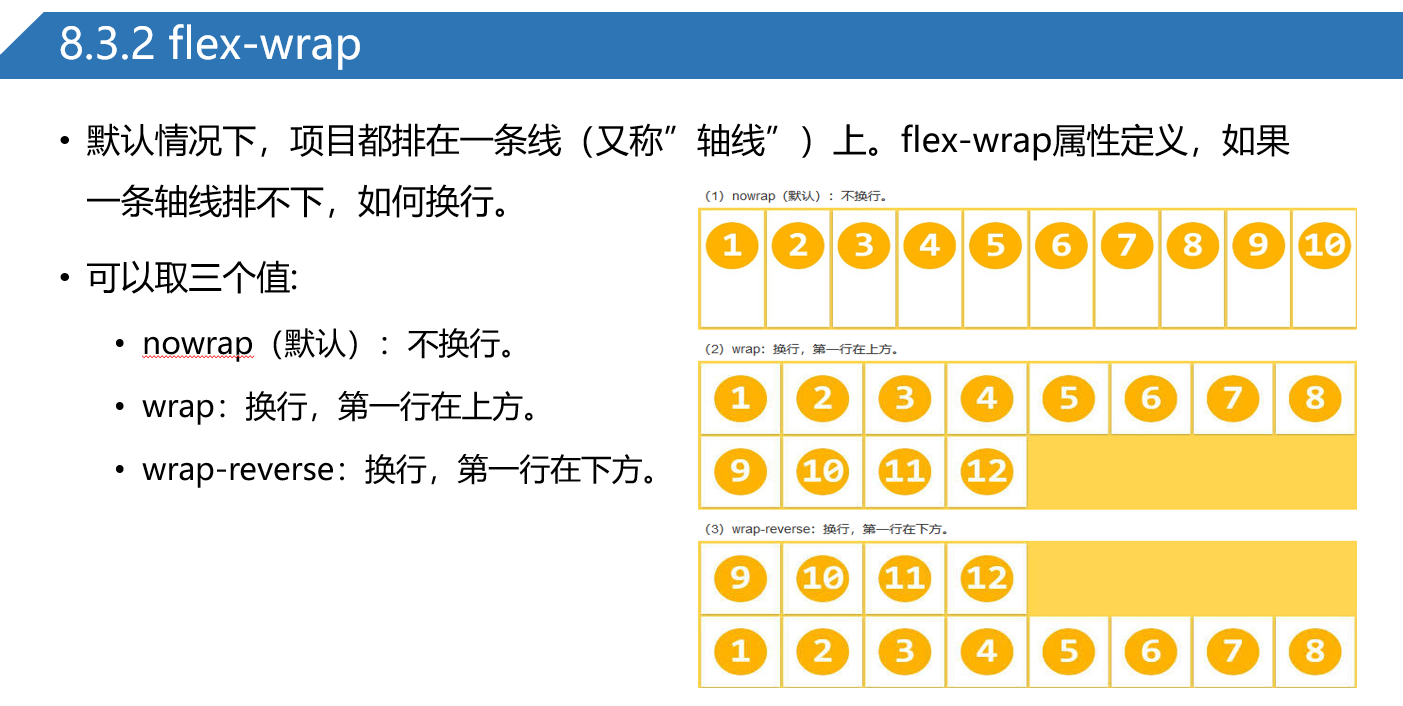 8.3.2 flex-wrap
• 默认情况下，项目都排在一条线（又称”轴线”）上。flex-wrap属性定义，如果
一条轴线排不下，如何换行。
• 可以取三个值:
• nowrap（默认）：不换行。
• wrap：换行，第一行在上方。
• wrap-reverse：换行，第一行在下方。
（1）nowrap（默认）：不换行。
1 2 3 4 5 6 7 8 9 10
（2）wrap：换行，第一行在上方。
1 2 3 4 5 6 7 8
9 10 11 12
（3）wrap-reverse：换行，第一行在下方。
9 10 11 12
1 2 3 4 5 6 7 8